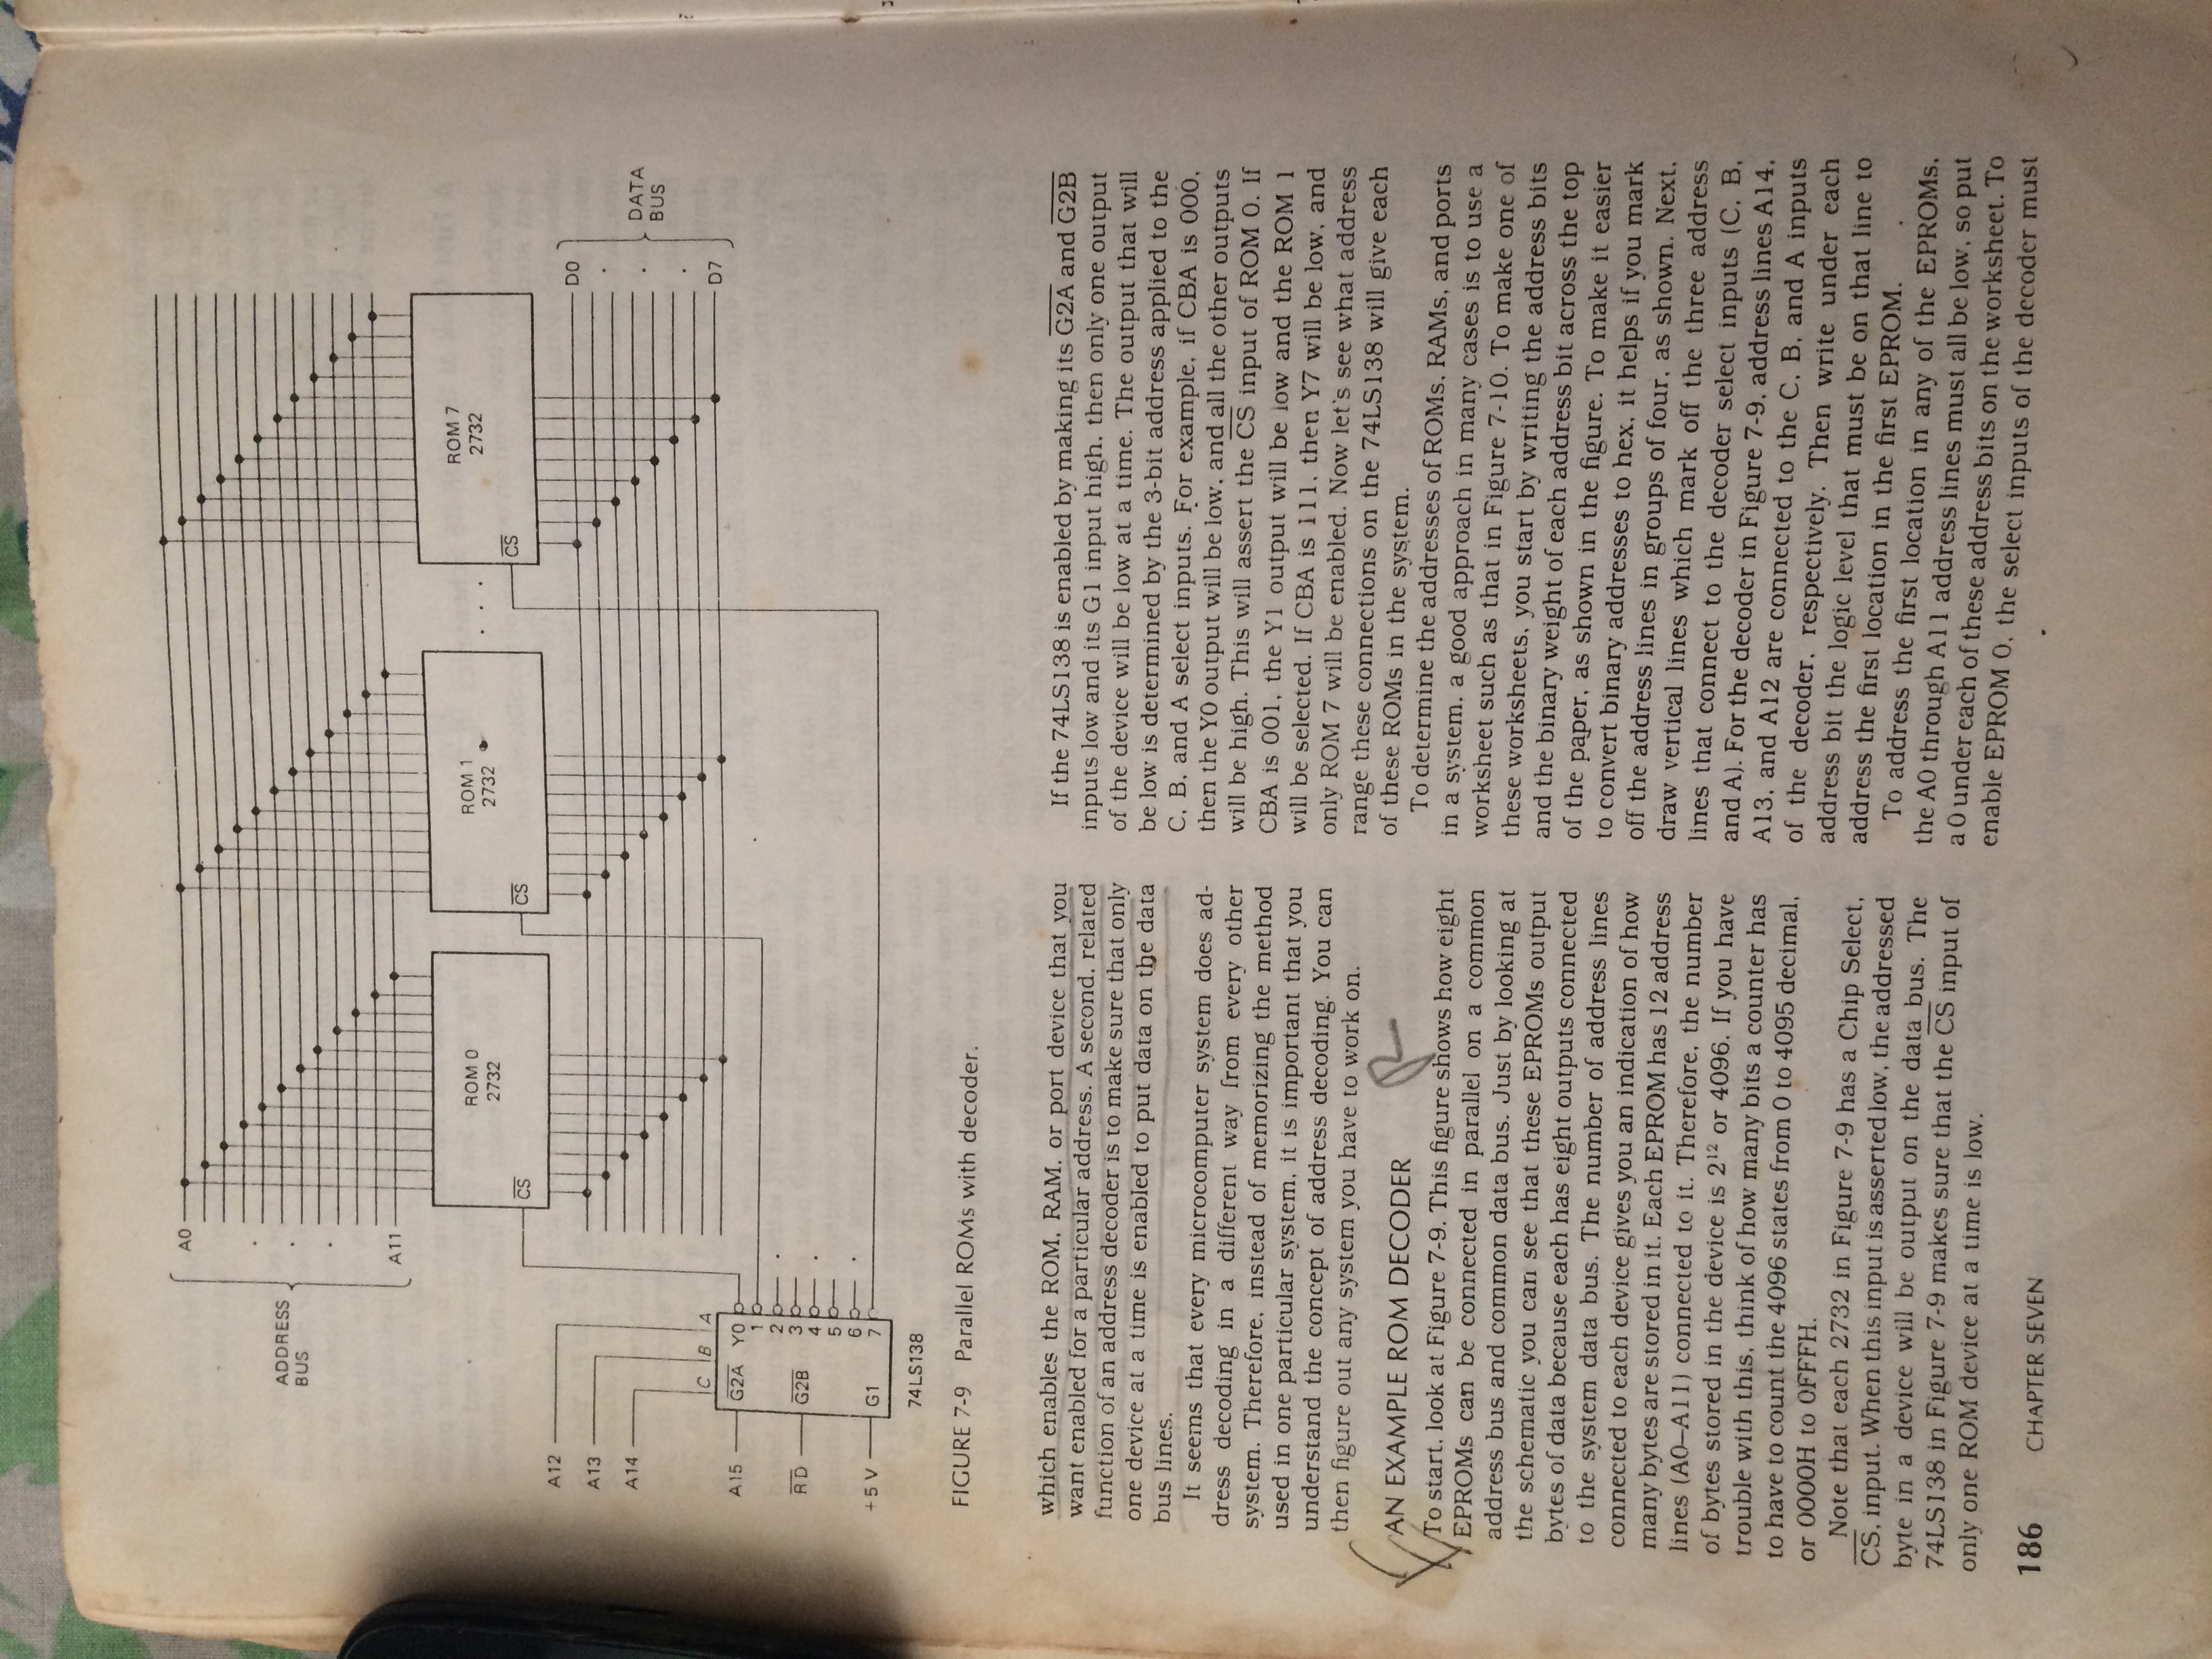 A0
ADDRESS
BUS
A11
ROM 0
2732
C̅S̅
ROM 1
2732
C̅S̅
. . .
ROM 7
2732
C̅S̅
A12
A13
A14
C B A
A15
G̅2̅A̅ Y0
1
2
R̅D̅
G̅2̅B̅ 3
4
5
6
+5 V
G1 7
74LS138
D0
DATA
BUS
D7
FIGURE 7-9 Parallel ROMs with decoder.
which enables the ROM, RAM, or port device that you
want enabled for a particular address. A second, related
function of an address decoder is to make sure that only
one device at a time is enabled to put data on the data
bus lines.
It seems that every microcomputer system does ad-
dress decoding in a different way from every other
system. Therefore, instead of memorizing the method
used in one particular system, it is important that you
understand the concept of address decoding. You can
then figure out any system you have to work on.
R
AN EXAMPLE ROM DECODER
To start, look at Figure 7-9. This figure shows how eight
EPROMs can be connected in parallel on a common
address bus and common data bus. Just by looking at
the schematic you can see that these EPROMs output
bytes of data because each has eight outputs connected
to the system data bus. The number of address lines
connected to each device gives you an indication of how
many bytes are stored in it. Each EPROM has 12 address
lines (A0–A11) connected to it. Therefore, the number
of bytes stored in the device is 2¹² or 4096. If you have
trouble with this, think of how many bits a counter has
to have to count the 4096 states from 0 to 4095 decimal,
or 0000H to 0FFFH.
Note that each 2732 in Figure 7-9 has a Chip Select,
C̅S̅, input. When this input is asserted low, the addressed
byte in a device will be output on the data bus. The
74LS138 in Figure 7-9 makes sure that the C̅S̅ input of
only one ROM device at a time is low.
If the 74LS138 is enabled by making its G̅2̅A̅ and G̅2̅B̅
inputs low and its G1 input high, then only one output
of the device will be low at a time. The output that will
be low is determined by the 3-bit address applied to the
C, B, and A select inputs. For example, if CBA is 000,
then the Y0 output will be low, and all the other outputs
will be high. This will assert the C̅S̅ input of ROM 0. If
CBA is 001, the Y1 output will be low and the ROM 1
will be selected. If CBA is 111, then Y7 will be low, and
only ROM 7 will be enabled. Now let's see what address
range these connections on the 74LS138 will give each
of these ROMs in the system.
To determine the addresses of ROMs, RAMs, and ports
in a system, a good approach in many cases is to use a
worksheet such as that in Figure 7-10. To make one of
these worksheets, you start by writing the address bits
and the binary weight of each address bit across the top
of the paper, as shown in the figure. To make it easier
to convert binary addresses to hex, it helps if you mark
off the address lines in groups of four, as shown. Next,
draw vertical lines which mark off the three address
lines that connect to the decoder select inputs (C, B,
and A). For the decoder in Figure 7-9, address lines A14,
A13, and A12 are connected to the C, B, and A inputs
of the decoder, respectively. Then write under each
address bit the logic level that must be on that line to
address the first location in the first EPROM.
To address the first location in any of the EPROMs,
the A0 through A11 address lines must all be low, so put
a 0 under each of these address bits on the worksheet. To
enable EPROM 0, the select inputs of the decoder must
186 CHAPTER SEVEN